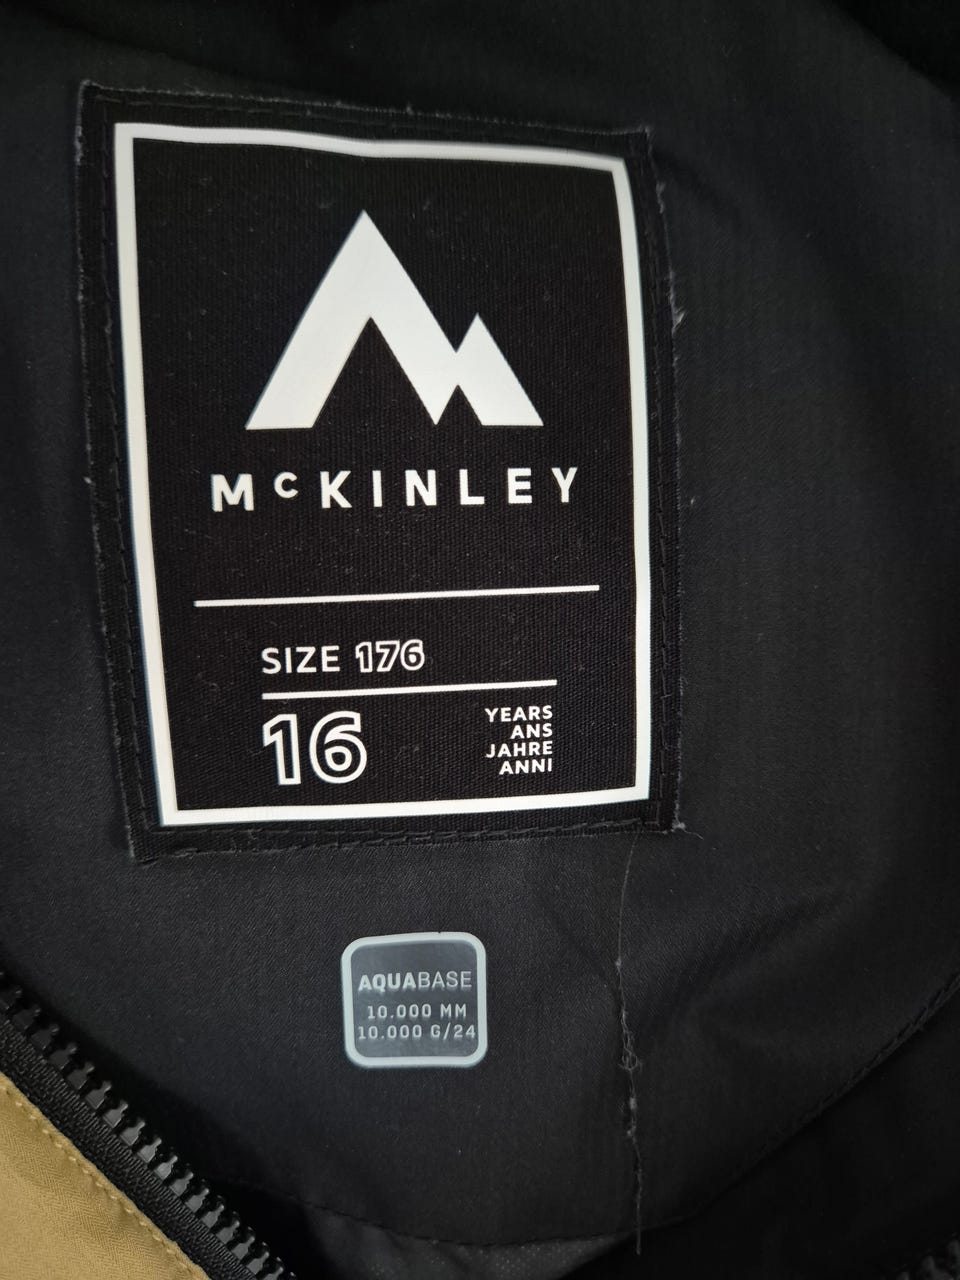 McKINLEY
SIZE 176
16
YEARS
ANS
JAHRE
ANNI
AQUABASE
10.000 MM
10.000 G/24